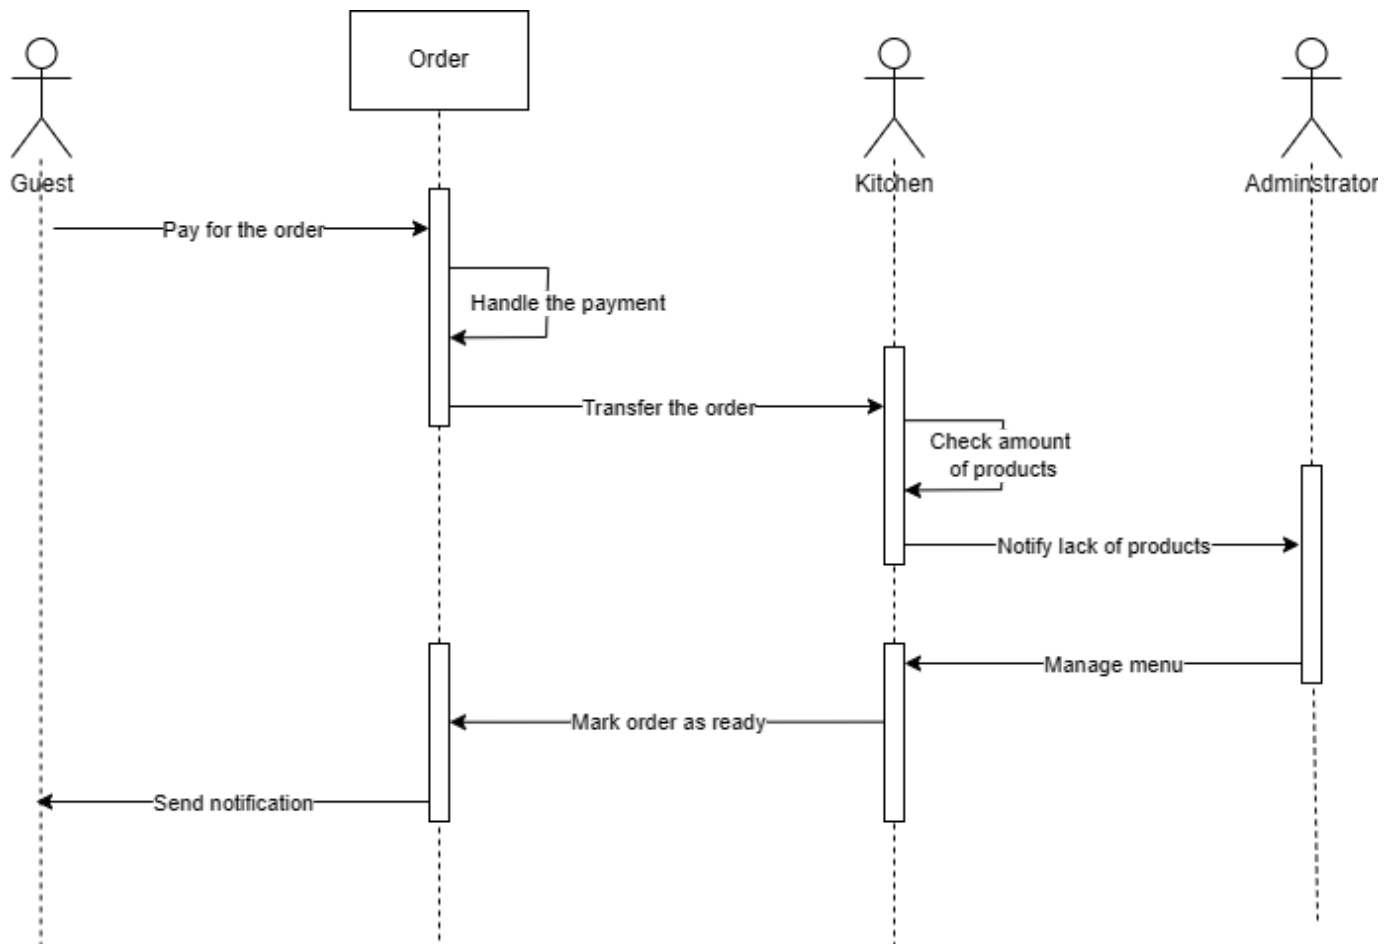 Order
Guest
Kitchen
Adminstrator
Pay for the order
Handle the payment
Transfer the order
Check amount
of products
Notify lack of products
Manage menu
Mark order as ready
Send notification